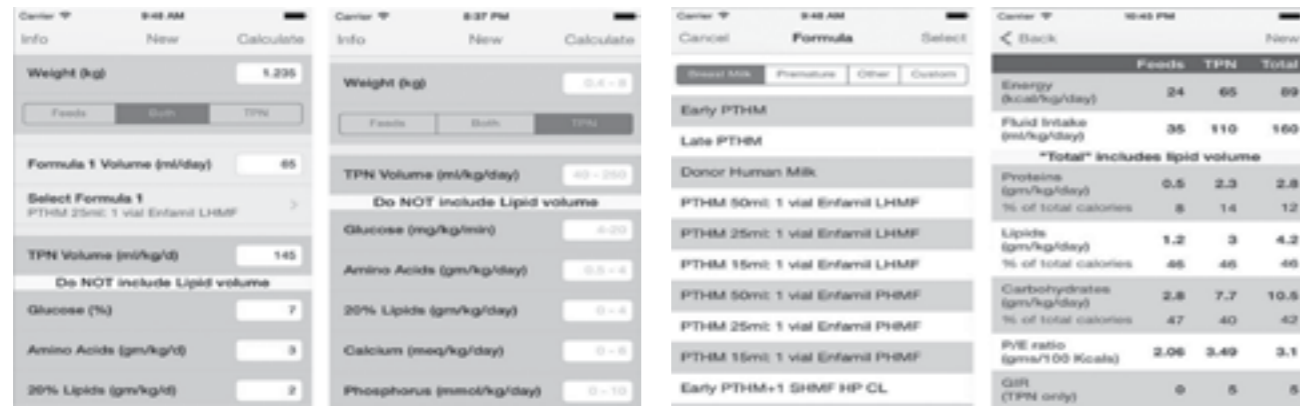 Carrier 9:48 AM
Info New Calculate
Weight (kg) 1.235
Feeds Both TPN
Formula 1 Volume (ml/day) 65
Select Formula 1
PTHM 25ml: 1 vial Enfamil LHMF
TPN Volume (ml/kg/d) 145
Do NOT include Lipid volume
Glucose (%) 7
Amino Acids (gm/kg/d) 3
20% Lipids (gm/kg/d) 2
Carrier 8:37 PM
Info New Calculate
Weight (kg) 0.4 - 8
Feeds Both TPN
TPN Volume (ml/kg/day) 40 - 250
Do NOT include Lipid volume
Glucose (mg/kg/min) 4-20
Amino Acids (gm/kg/day) 0.5 - 4
20% Lipids (gm/kg/day) 0 - 4
Calcium (meq/kg/day)
Phosphorus (mmol/kg/day) 0 - 10
Carrier 9:48 AM
Cancel Formula Select
Breast Milk Premature Other Custom
Early PTHM
Late PTHM
Donor Human Milk
PTHM 50ml: 1 vial Enfamil LHMF
PTHM 25ml: 1 vial Enfamil LHMF
PTHM 15ml: 1 vial Enfamil LHMF
PTHM 50ml: 1 vial Enfamil PHMF
PTHM 25ml: 1 vial Enfamil PHMF
PTHM 15ml: 1 vial Enfamil PHMF
Early PTHM+1 SHMF HP CL
Carrier 10:45 PM
Back New
Feeds TPN Total
Energy
(kcal/kg/day) 24 65 89
Fluid Intake
(ml/kg/day) 35 110 160
"Total" includes lipid volume
Proteins
(gm/kg/day) 0.5 2.3 2.8
% of total calories 8 14 12
Lipids
(gm/kg/day) 1.2 3 4.2
% of total calories 46 46 46
Carbohydrates
(gm/kg/day) 2.8 7.7 10.5
% of total calories 47 40 42
P/E ratio
(gms/100 Kcals) 2.06 3.49 3.1
GIR
(TPN only) 0 5 5